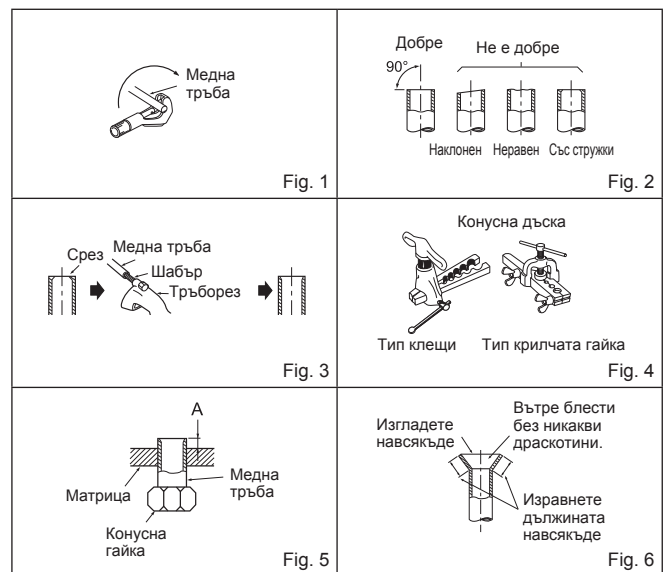 Медна
тръба
Fig. 1
Добре
Не е добре
90°
Наклонен
Неравен
Със стружки
Fig. 2
Срез
Медна тръба
Шабър
Тръборез
Fig. 3
Конусна дъска
Тип клещи
Тип крилчата гайка
Fig. 4
A
Матрица
Медна
тръба
Конусна
гайка
Fig. 5
Изгладете
навсякъде
Вътре блести
без никакви
драскотини.
Изравнете
дължината
навсякъде
Fig. 6